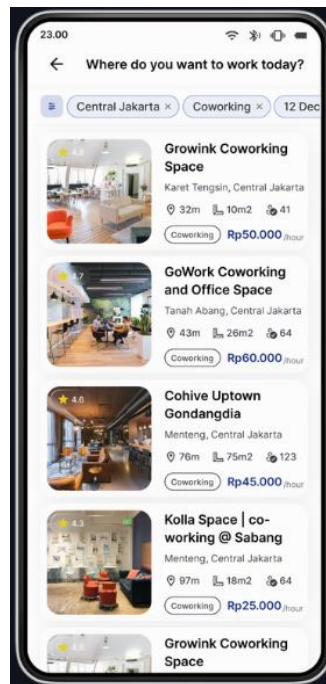 23.00
Where do you want to work today?
Central Jakarta ×
Coworking ×
12 Dec
4.8
Growink Coworking
Space
Karet Tengsin, Central Jakarta
32m 10m2 41
Coworking Rp50.000 /hour
4.7
GoWork Coworking
and Office Space
Tanah Abang, Central Jakarta
43m 26m2 64
Coworking Rp60.000 /hour
4.6
Cohive Uptown
Gondangdia
Menteng, Central Jakarta
76m 75m2 123
Coworking Rp45.000 /hour
4.3
Kolla Space | co-
working @ Sabang
Menteng, Central Jakarta
97m 18m2 64
Coworking Rp25.000 /hour
Growink Coworking
Space